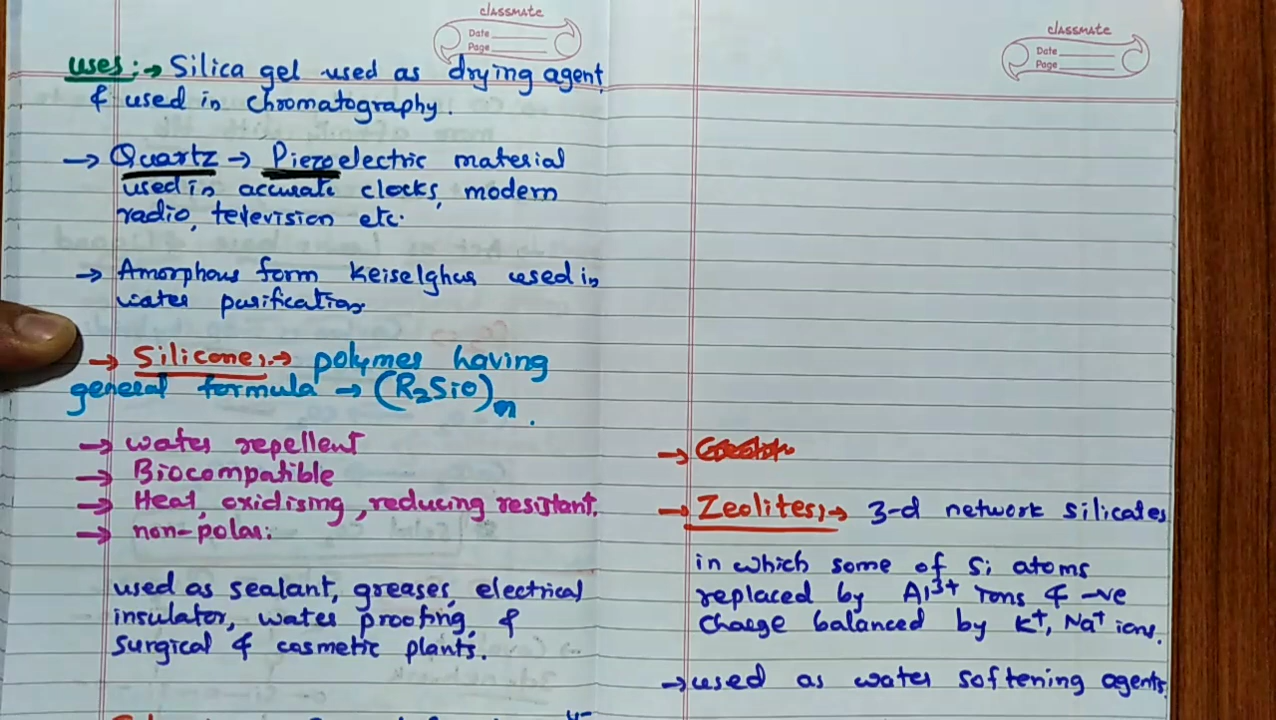 classmate
Date
Page
uses:→ Silica gel used as drying agent
& used in chromatography.
→ Quartz → Piezoelectric material
used in accurate clocks, modern
radio, television etc.
→ Amorphous form Keiselghur used in
water purification
→ Silicone:→ polymer having
general formula → (R2SiO)n.
→ water repellent
→ Biocompatible
→ Heat, oxidising, reducing resistant.
→ non-polar.
used as sealant, greases, electrical
insulator, water proofing, &
surgical & cosmetic plants.
classmate
Date
Page
→
→ Zeolites:→ 3-d network silicates
in which some of Si atoms
replaced by Al3+ ions & -ve
charge balanced by K+, Na+ ions.
→ used as water softening agents.